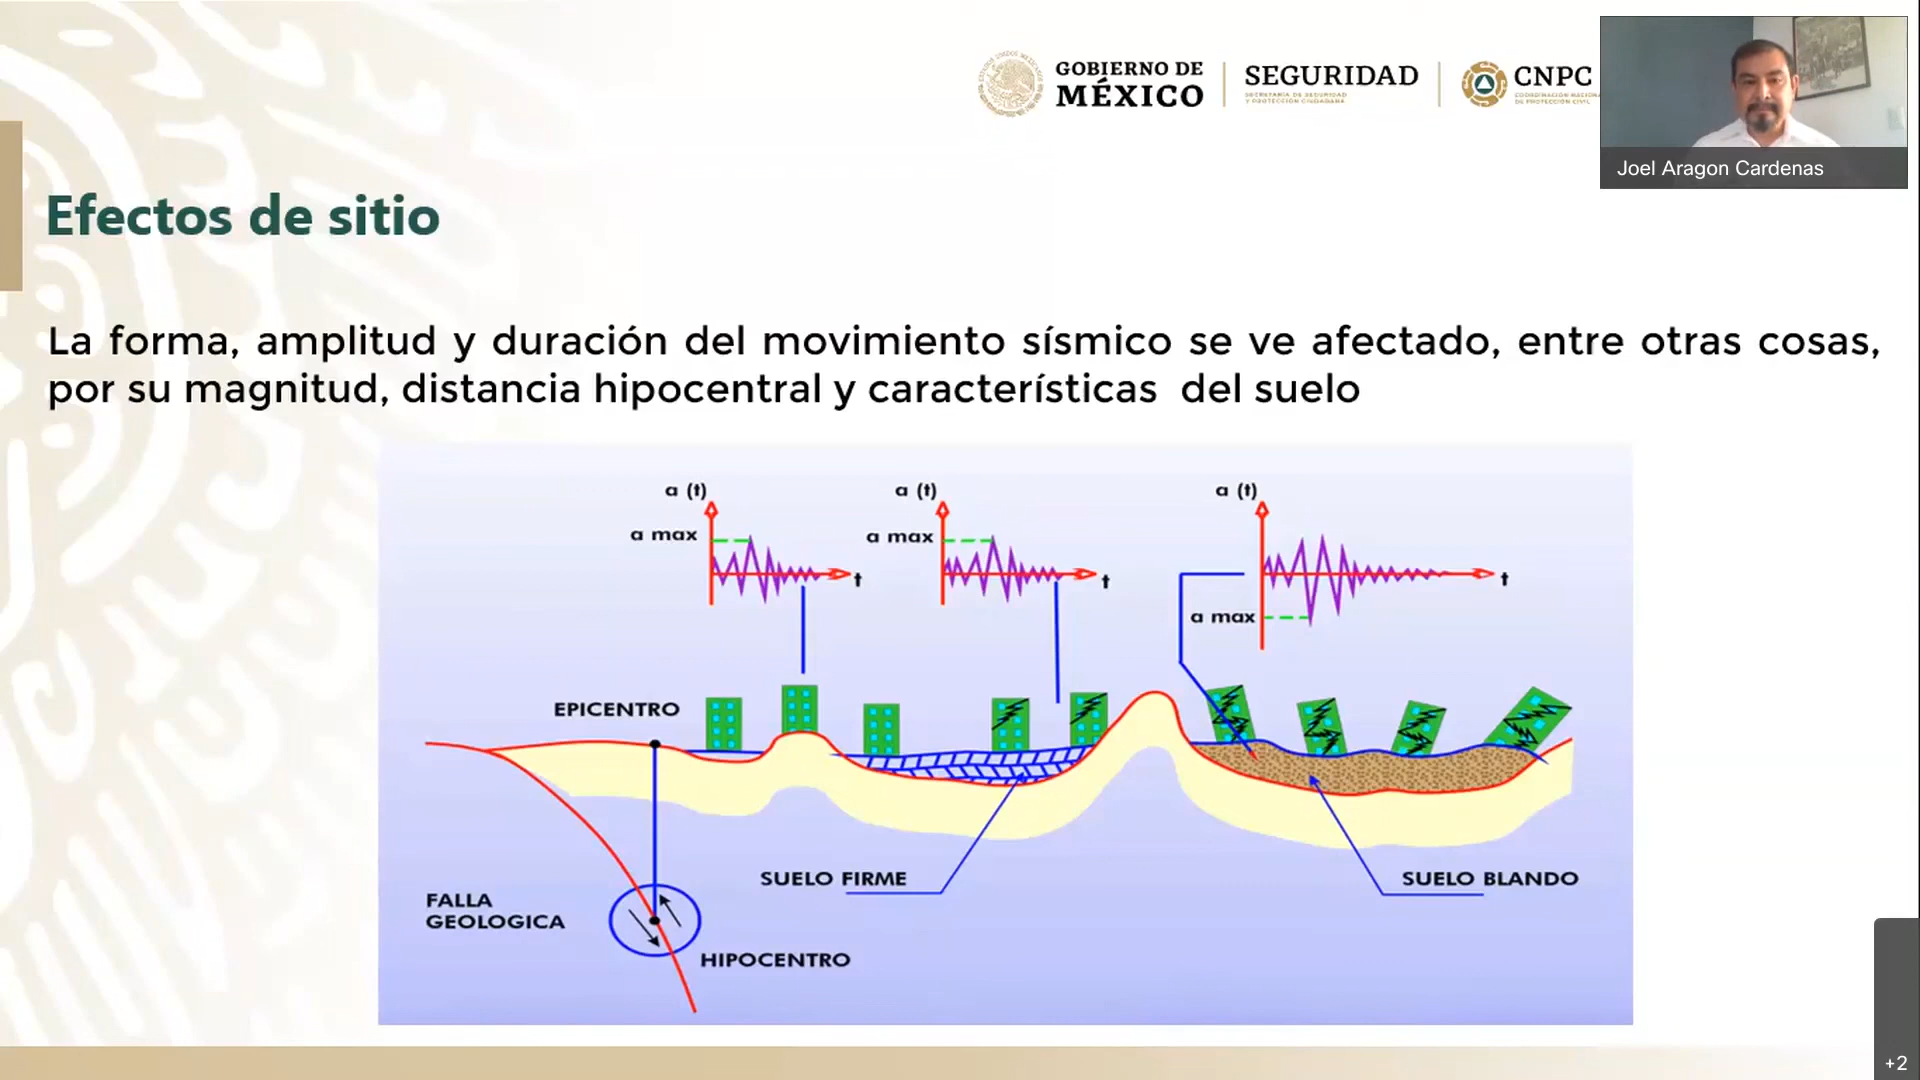 GOBIERNO DE
MÉXICO
SEGURIDAD
SECRETARÍA DE SEGURIDAD
Y PROTECCIÓN CIUDADANA
CNPC
DE PROTECCIÓN CIVIL
Joel Aragon Cardenas
Efectos de sitio
La forma, amplitud y duración del movimiento sísmico se ve afectado, entre otras cosas,
por su magnitud, distancia hipocentral y características del suelo
a (t)
a max
t
a (t)
a max
t
a (t)
a max
t
EPICENTRO
SUELO FIRME
SUELO BLANDO
FALLA
GEOLOGICA
HIPOCENTRO
+2